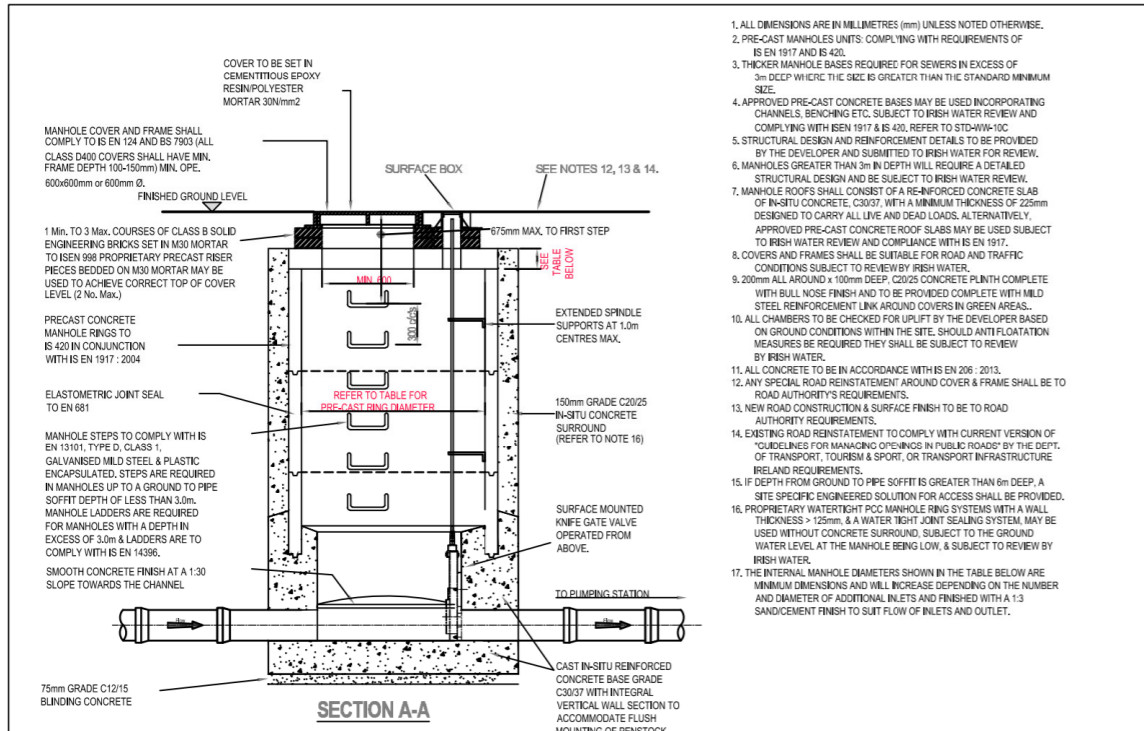 COVER TO BE SET IN
CEMENTITIOUS EPOXY
RESIN/POLYESTER
MORTAR 30N/mm2
MANHOLE COVER AND FRAME SHALL
COMPLY TO IS EN 124 AND BS 7903 (ALL
CLASS D400 COVERS SHALL HAVE MIN.
FRAME DEPTH 100-150mm) MIN. OPE.
600x600mm or 600mm Ø.
FINISHED GROUND LEVEL
SURFACE BOX
SEE NOTES 12, 13 & 14.
1 Min. TO 3 Max. COURSES OF CLASS B SOLID
ENGINEERING BRICKS SET IN M30 MORTAR
TO ISEN 998 PROPRIETARY PRECAST RISER
PIECES BEDDED ON M30 MORTAR MAY BE
USED TO ACHIEVE CORRECT TOP OF COVER
LEVEL (2 No. Max.)
675mm MAX. TO FIRST STEP
SEE
TABLE
BELOW
MIN. 600
300 c/c/s
PRECAST CONCRETE
MANHOLE RINGS TO
IS 420 IN CONJUNCTION
WITH IS EN 1917 : 2004
EXTENDED SPINDLE
SUPPORTS AT 1.0m
CENTRES MAX.
ELASTOMETRIC JOINT SEAL
TO EN 681
REFER TO TABLE FOR
PRE-CAST RING DIAMETER
150mm GRADE C20/25
IN-SITU CONCRETE
SURROUND
(REFER TO NOTE 16)
MANHOLE STEPS TO COMPLY WITH IS
EN 13101, TYPE D, CLASS 1,
GALVANISED MILD STEEL & PLASTIC
ENCAPSULATED. STEPS ARE REQUIRED
IN MANHOLES UP TO A GROUND TO PIPE
SOFFIT DEPTH OF LESS THAN 3.0m.
MANHOLE LADDERS ARE REQUIRED
FOR MANHOLES WITH A DEPTH IN
EXCESS OF 3.0m & LADDERS ARE TO
COMPLY WITH IS EN 14396.
SURFACE MOUNTED
KNIFE GATE VALVE
OPERATED FROM
ABOVE.
SMOOTH CONCRETE FINISH AT A 1:30
SLOPE TOWARDS THE CHANNEL
TO PUMPING STATION
Flow
Flow
75mm GRADE C12/15
BLINDING CONCRETE
CAST IN-SITU REINFORCED
CONCRETE BASE GRADE
C30/37 WITH INTEGRAL
VERTICAL WALL SECTION TO
ACCOMMODATE FLUSH
MOUNTING OF PENSTOCK
SECTION A-A
1. ALL DIMENSIONS ARE IN MILLIMETRES (mm) UNLESS NOTED OTHERWISE.
2. PRE-CAST MANHOLES UNITS: COMPLYING WITH REQUIREMENTS OF
IS EN 1917 AND IS 420.
3. THICKER MANHOLE BASES REQUIRED FOR SEWERS IN EXCESS OF
3m DEEP WHERE THE SIZE IS GREATER THAN THE STANDARD MINIMUM
SIZE.
4. APPROVED PRE-CAST CONCRETE BASES MAY BE USED INCORPORATING
CHANNELS, BENCHING ETC. SUBJECT TO IRISH WATER REVIEW AND
COMPLYING WITH ISEN 1917 & IS 420. REFER TO STD-WW-10C
5. STRUCTURAL DESIGN AND REINFORCEMENT DETAILS TO BE PROVIDED
BY THE DEVELOPER AND SUBMITTED TO IRISH WATER FOR REVIEW.
6. MANHOLES GREATER THAN 3m IN DEPTH WILL REQUIRE A DETAILED
STRUCTURAL DESIGN AND BE SUBJECT TO IRISH WATER REVIEW.
7. MANHOLE ROOFS SHALL CONSIST OF A RE-INFORCED CONCRETE SLAB
OF IN-SITU CONCRETE, C30/37, WITH A MINIMUM THICKNESS OF 225mm
DESIGNED TO CARRY ALL LIVE AND DEAD LOADS. ALTERNATIVELY,
APPROVED PRE-CAST CONCRETE ROOF SLABS MAY BE USED SUBJECT
TO IRISH WATER REVIEW AND COMPLIANCE WITH IS EN 1917.
8. COVERS AND FRAMES SHALL BE SUITABLE FOR ROAD AND TRAFFIC
CONDITIONS SUBJECT TO REVIEW BY IRISH WATER.
9. 200mm ALL AROUND x 100mm DEEP, C20/25 CONCRETE PLINTH COMPLETE
WITH BULL NOSE FINISH AND TO BE PROVIDED COMPLETE WITH MILD
STEEL REINFORCEMENT LINK AROUND COVERS IN GREEN AREAS..
10. ALL CHAMBERS TO BE CHECKED FOR UPLIFT BY THE DEVELOPER BASED
ON GROUND CONDITIONS WITHIN THE SITE. SHOULD ANTI FLOATATION
MEASURES BE REQUIRED THEY SHALL BE SUBJECT TO REVIEW
BY IRISH WATER.
11. ALL CONCRETE TO BE IN ACCORDANCE WITH IS EN 206 : 2013.
12. ANY SPECIAL ROAD REINSTATEMENT AROUND COVER & FRAME SHALL BE TO
ROAD AUTHORITY'S REQUIREMENTS.
13. NEW ROAD CONSTRUCTION & SURFACE FINISH TO BE TO ROAD
AUTHORITY REQUIREMENTS.
14. EXISTING ROAD REINSTATEMENT TO COMPLY WITH CURRENT VERSION OF
"GUIDELINES FOR MANAGING OPENINGS IN PUBLIC ROADS" BY THE DEPT.
OF TRANSPORT, TOURISM & SPORT, OR TRANSPORT INFRASTRUCTURE
IRELAND REQUIREMENTS.
15. IF DEPTH FROM GROUND TO PIPE SOFFIT IS GREATER THAN 6m DEEP, A
SITE SPECIFIC ENGINEERED SOLUTION FOR ACCESS SHALL BE PROVIDED.
16. PROPRIETARY WATERTIGHT PCC MANHOLE RING SYSTEMS WITH A WALL
THICKNESS > 125mm, & A WATER TIGHT JOINT SEALING SYSTEM, MAY BE
USED WITHOUT CONCRETE SURROUND, SUBJECT TO THE GROUND
WATER LEVEL AT THE MANHOLE BEING LOW, & SUBJECT TO REVIEW BY
IRISH WATER.
17. THE INTERNAL MANHOLE DIAMETERS SHOWN IN THE TABLE BELOW ARE
MINIMUM DIMENSIONS AND WILL INCREASE DEPENDING ON THE NUMBER
AND DIAMETER OF ADDITIONAL INLETS AND FINISHED WITH A 1:3
SAND/CEMENT FINISH TO SUIT FLOW OF INLETS AND OUTLET.